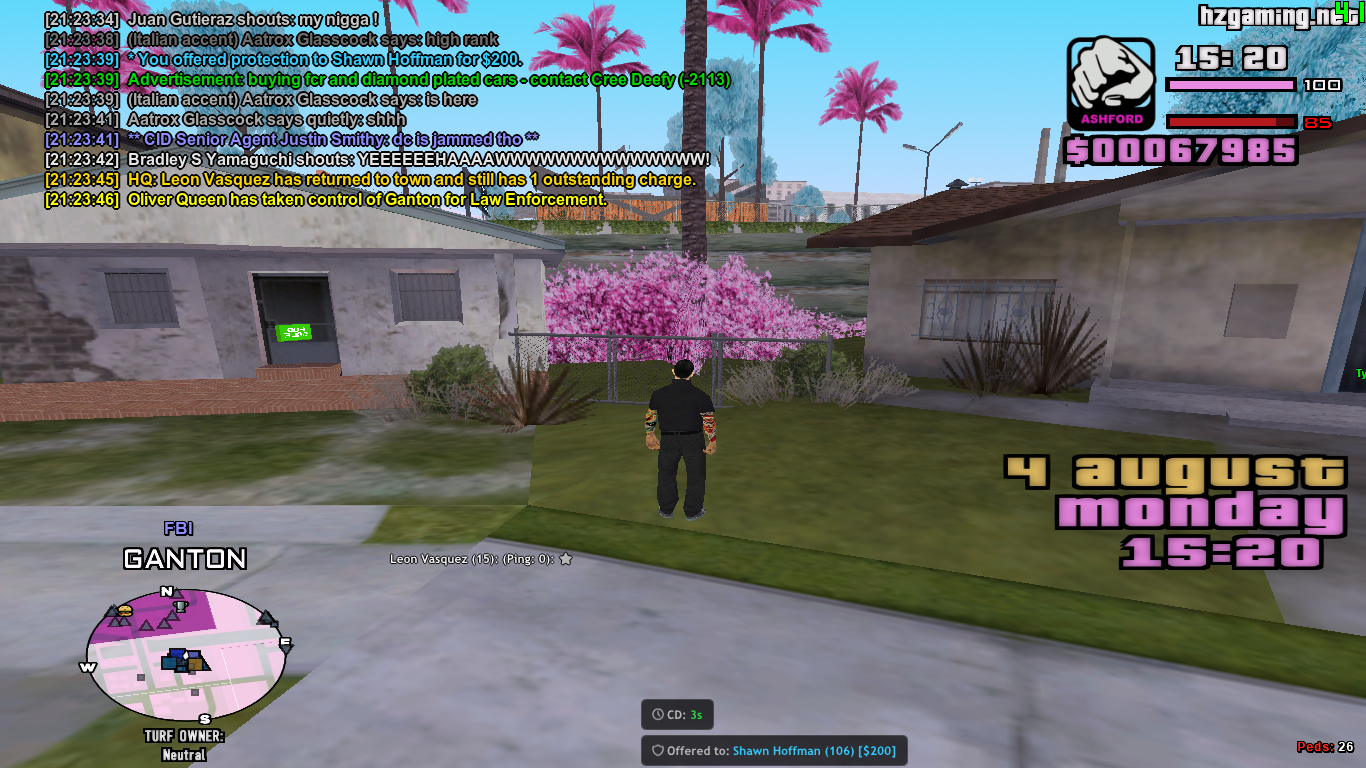 [21:23:34] Juan Gutieraz shouts: my nigga !
[21:23:38] (Italian accent) Aatrox Glasscock says: high rank
[21:23:39] * You offered protection to Shawn Hoffman for $200.
[21:23:39] Advertisement: buying fcr and diamond plated cars - contact Cree Deefy (-2113)
[21:23:39] (Italian accent) Aatrox Glasscock says: is here
[21:23:41] Aatrox Glasscock says quietly: shhh
[21:23:41] ** CID Senior Agent Justin Smithy: dc is jammed tho **
[21:23:42] Bradley S Yamaguchi shouts: YEEEEEEHAAAAWWWWWWWWWWWWWWW!
[21:23:45] HQ: Leon Vasquez has returned to town and still has 1 outstanding charge.
[21:23:46] Oliver Queen has taken control of Ganton for Law Enforcement.
hzgaming.net
15:20
100
ASHFORD
85
$00067985
Ty
4 august
monday
15:20
FBI
GANTON
Leon Vasquez (15): (Ping: 0):
N
E
W
S
TURF OWNER:
Neutral
CD: 3s
Offered to: Shawn Hoffman (106) [$200]
Peds: 26